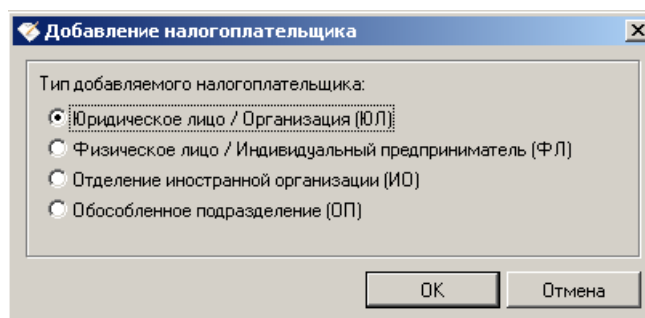 Добавление налогоплательщика
Тип добавляемого налогоплательщика:
Юридическое лицо / Организация (ЮЛ)
Физическое лицо / Индивидуальный предприниматель (ФЛ)
Отделение иностранной организации (ИО)
Обособленное подразделение (ОП)
OK Отмена